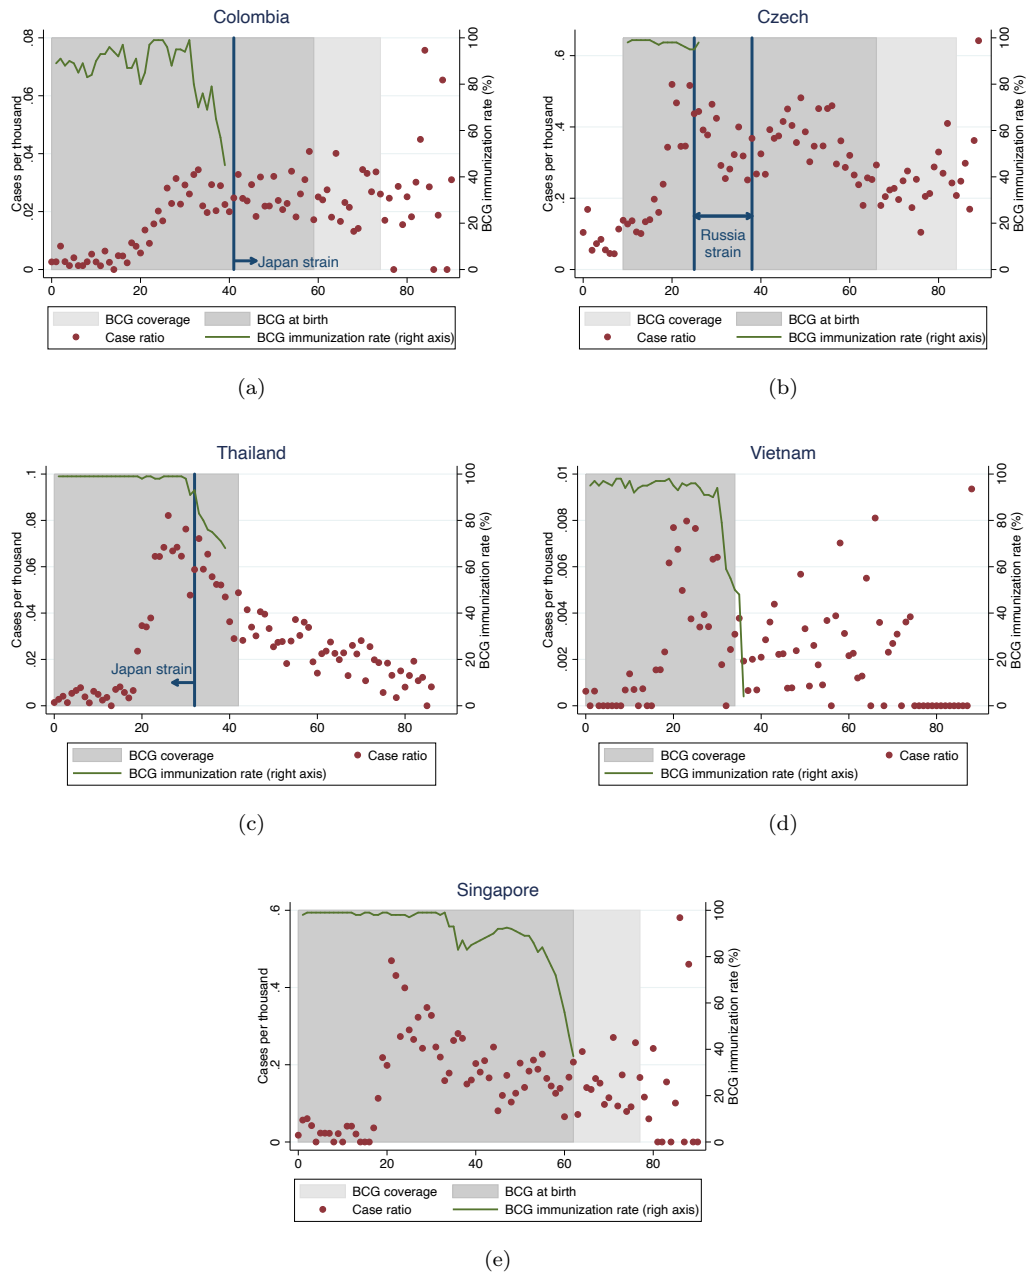 Colombia
Cases per thousand
0 .02 .04 .06 .08
BCG immunization rate (%)
0 20 40 60 80 100
Japan strain
0 20 40 60 80
BCG coverage BCG at birth
Case ratio BCG immunization rate (right axis)
(a)
Czech
Cases per thousand
0 .2 .4 .6
BCG immunization rate (%)
0 20 40 60 80 100
Russia
strain
0 20 40 60 80
BCG coverage BCG at birth
Case ratio BCG immunization rate (right axis)
(b)
Thailand
Cases per thousand
0 .02 .04 .06 .08 .1
BCG immunization rate (%)
0 20 40 60 80 100
Japan strain
0 20 40 60 80
BCG coverage Case ratio
BCG immunization rate (right axis)
(c)
Vietnam
Cases per thousand
0 .002 .004 .006 .008 .01
BCG immunization rate (%)
0 20 40 60 80 100
0 20 40 60 80
BCG coverage Case ratio
BCG immunization rate (right axis)
(d)
Singapore
Cases per thousand
0 .2 .4 .6
BCG immunization rate (%)
0 20 40 60 80 100
0 20 40 60 80
BCG coverage BCG at birth
Case ratio BCG immunization rate (righ axis)
(e)